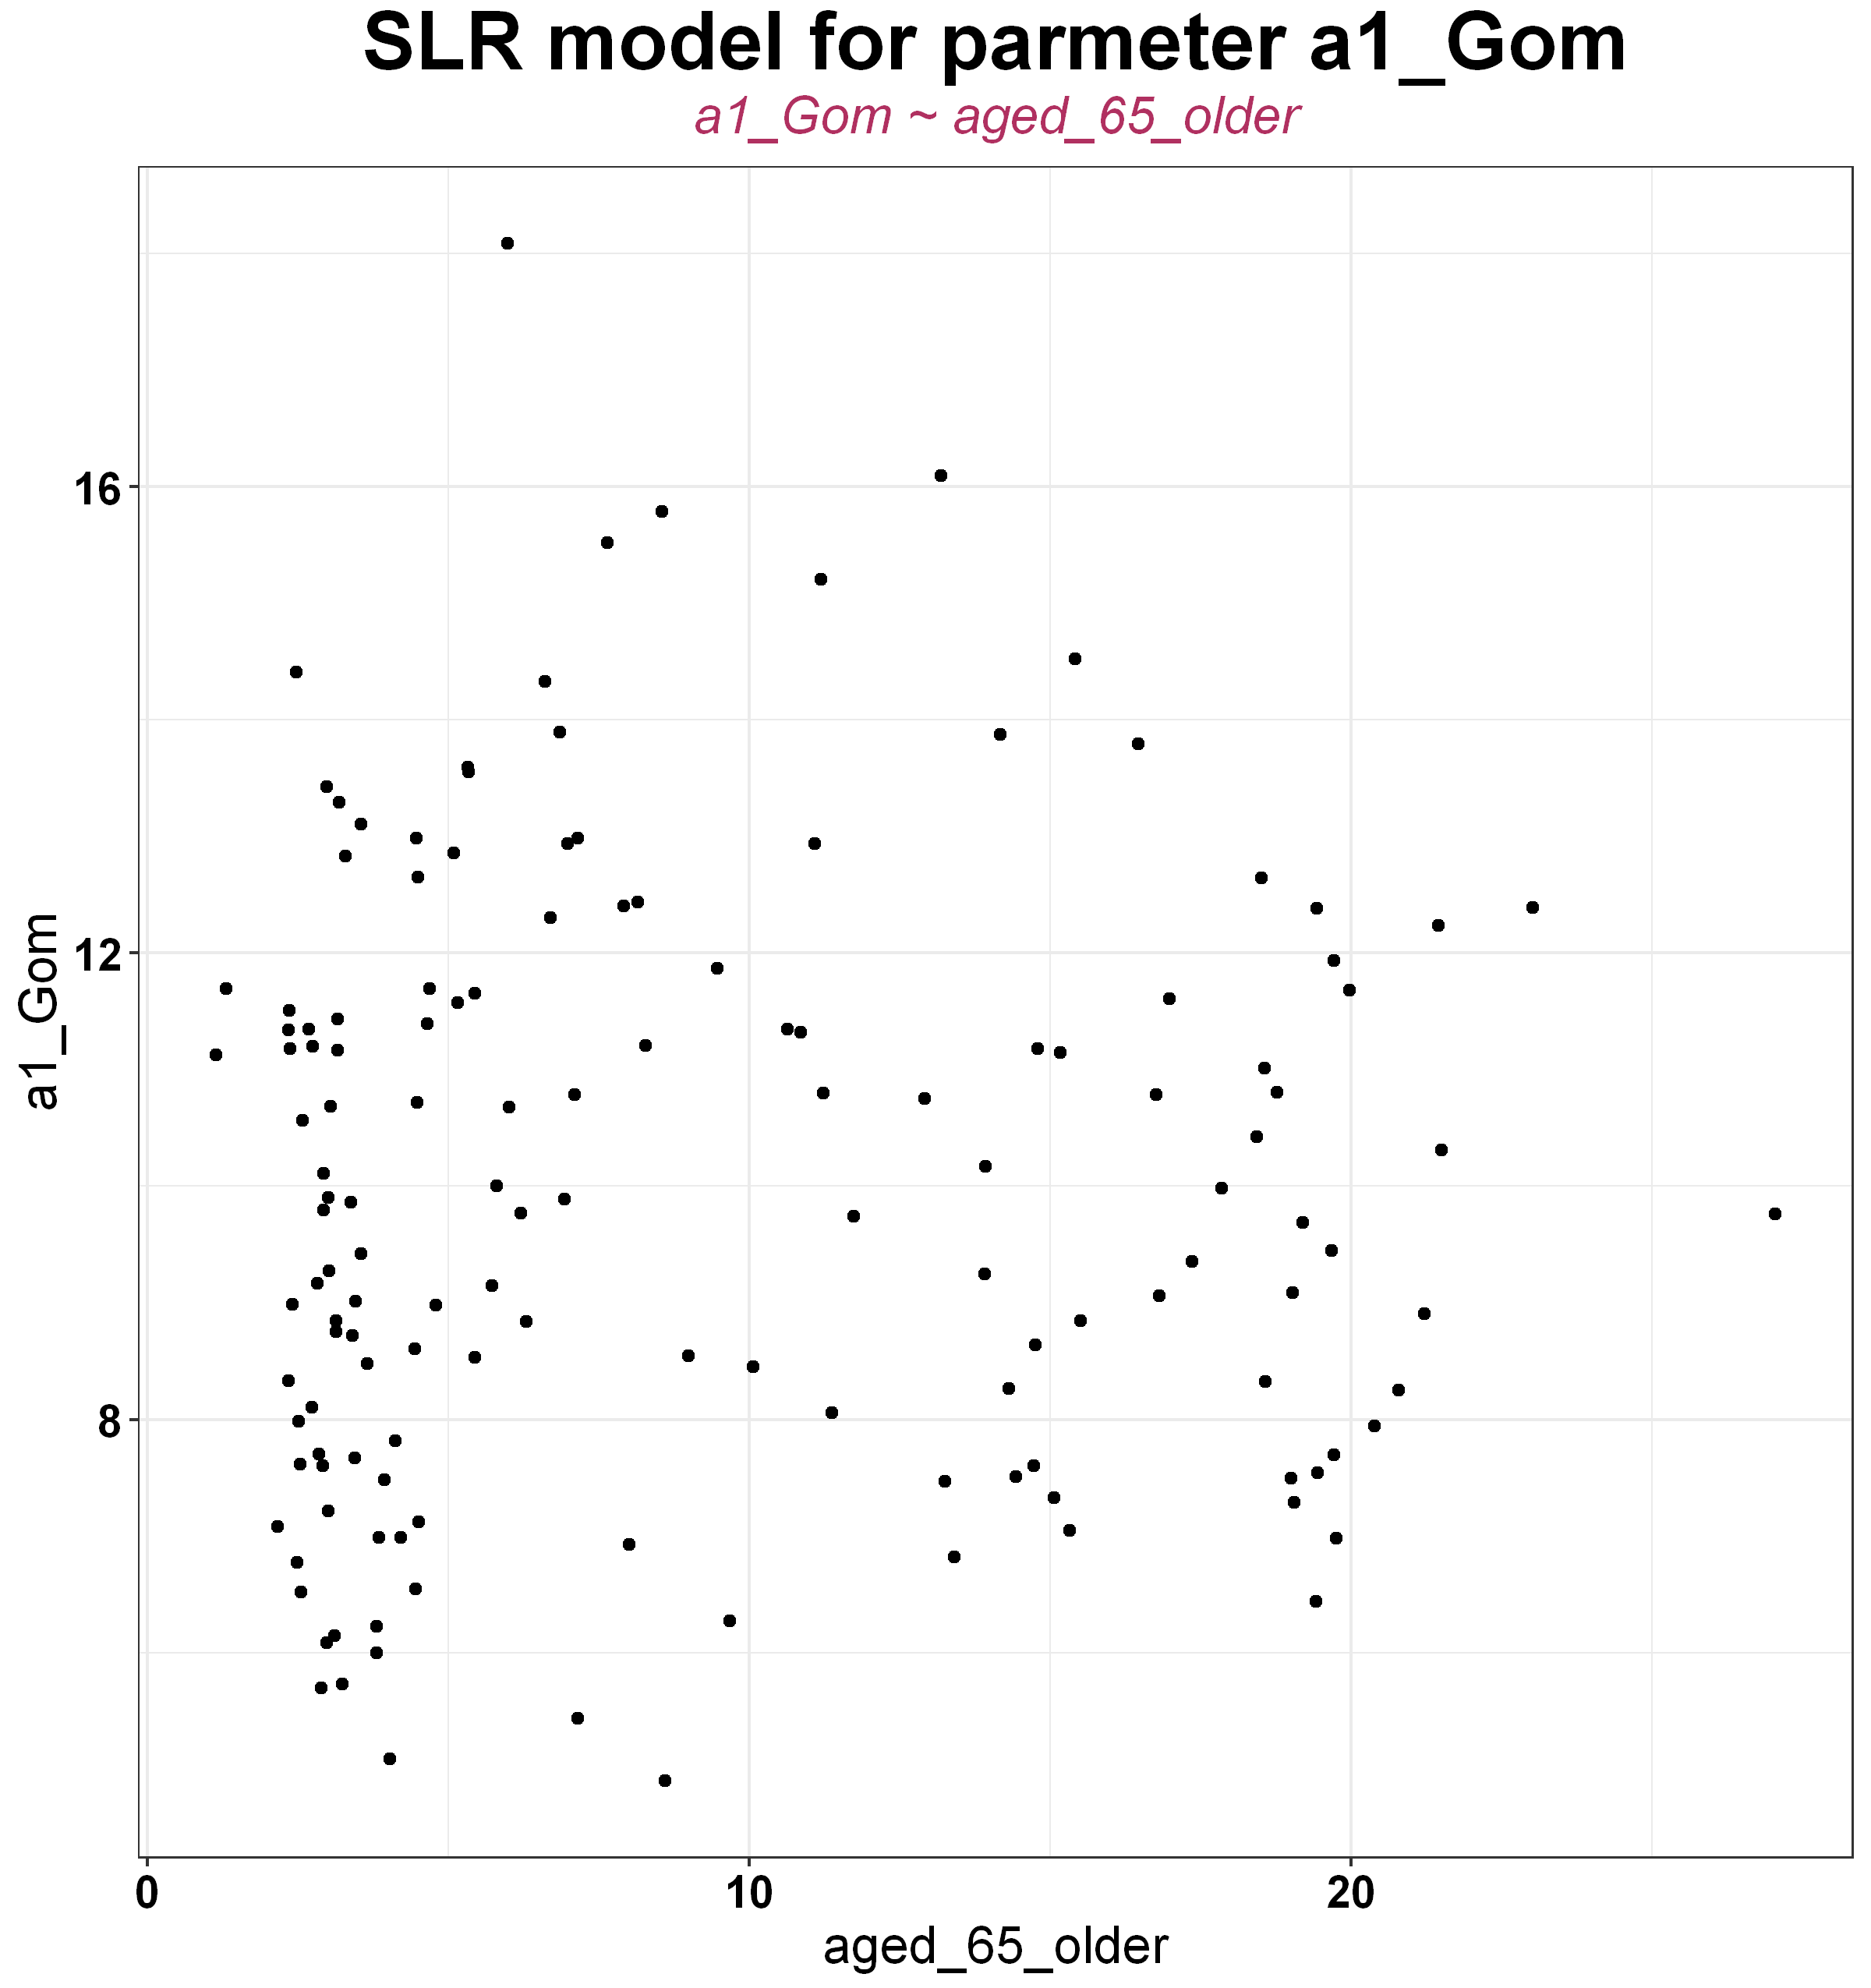 SLR model for parmeter a1_Gom
a1_Gom ~ aged_65_older
16
12
8
a1_Gom
0 10 20
aged_65_older